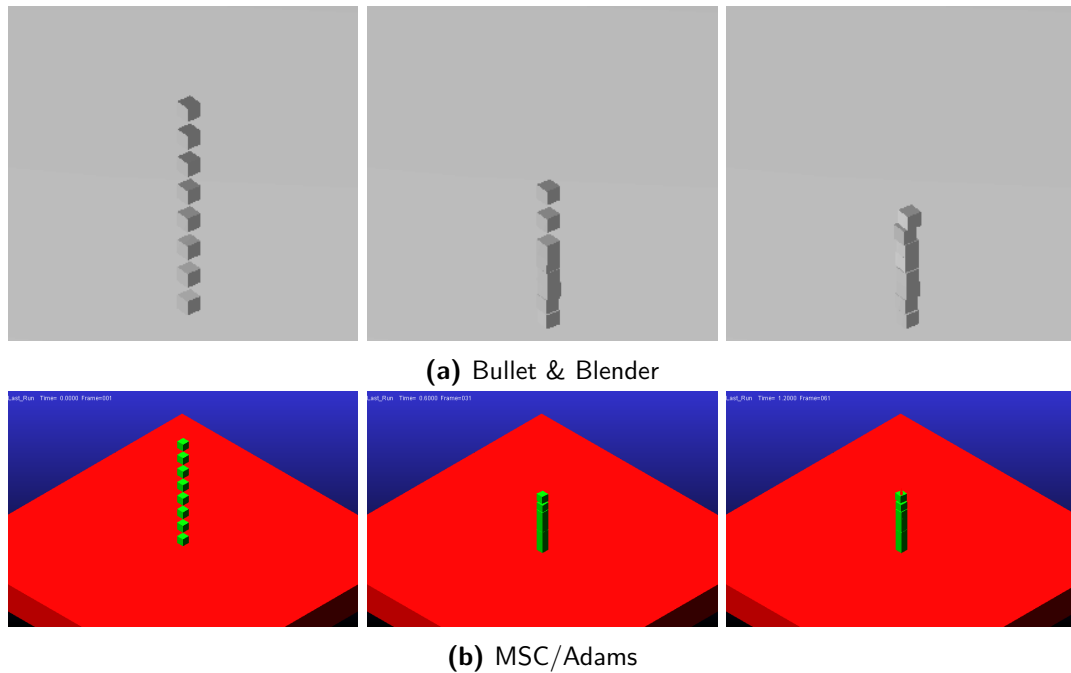 (a) Bullet & Blender
Last_Run Time= 0.0000 Frame=001
Last_Run Time= 0.6000 Frame=031
Last_Run Time= 1.2000 Frame=061
(b) MSC/Adams